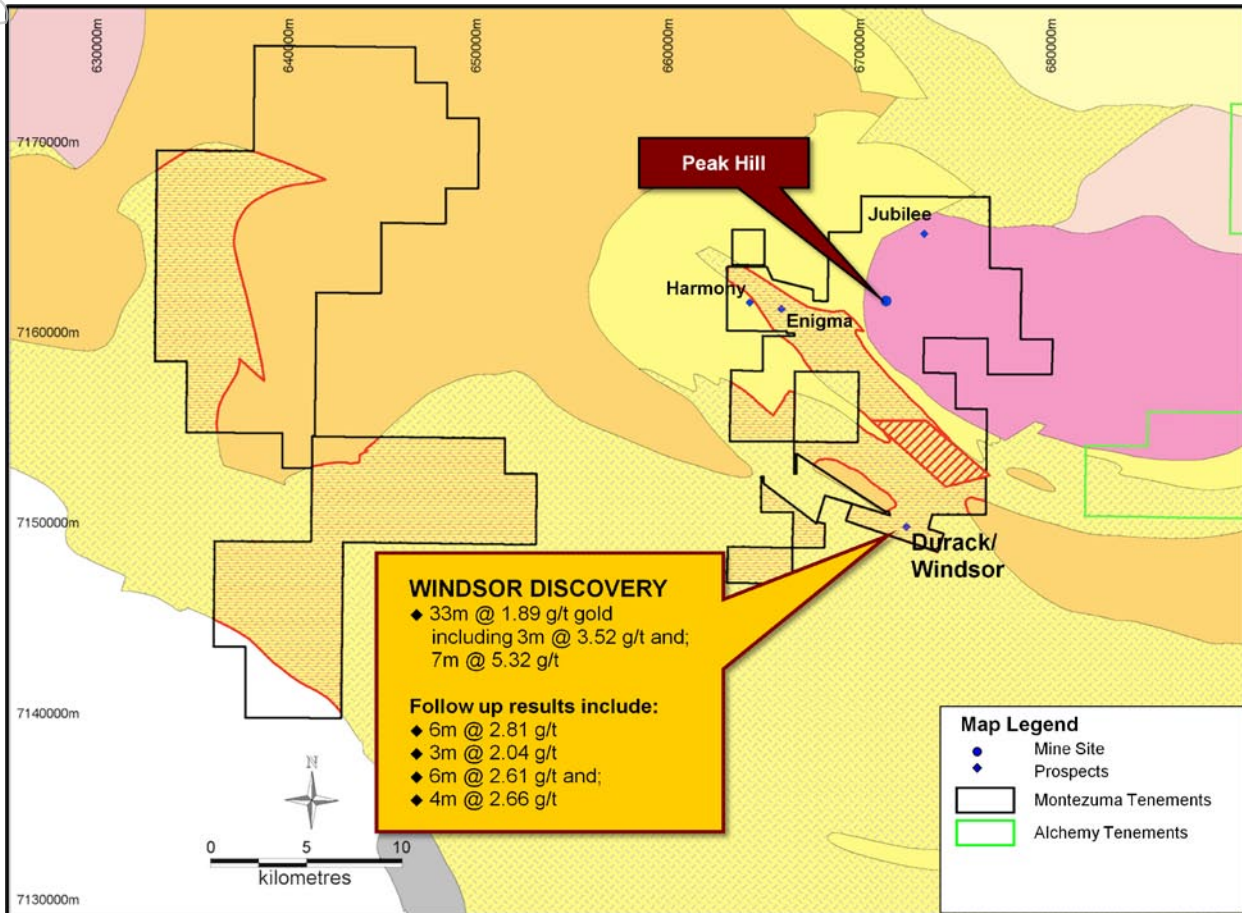 630000m
640000m
650000m
660000m
670000m
680000m
7170000m
Peak Hill
Jubilee
Harmony
Enigma
7160000m
7150000m
Durack/
Windsor
WINDSOR DISCOVERY
◆ 33m @ 1.89 g/t gold
including 3m @ 3.52 g/t and;
7m @ 5.32 g/t
Follow up results include:
◆ 6m @ 2.81 g/t
◆ 3m @ 2.04 g/t
◆ 6m @ 2.61 g/t and;
◆ 4m @ 2.66 g/t
7140000m
N
0 5 10
kilometres
7130000m
Map Legend
Mine Site
Prospects
Montezuma Tenements
Alchemy Tenements